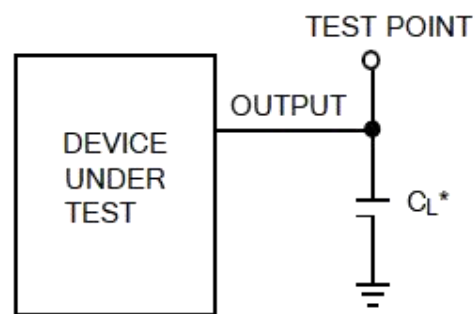 TEST POINT
OUTPUT
DEVICE
UNDER
TEST
CL*